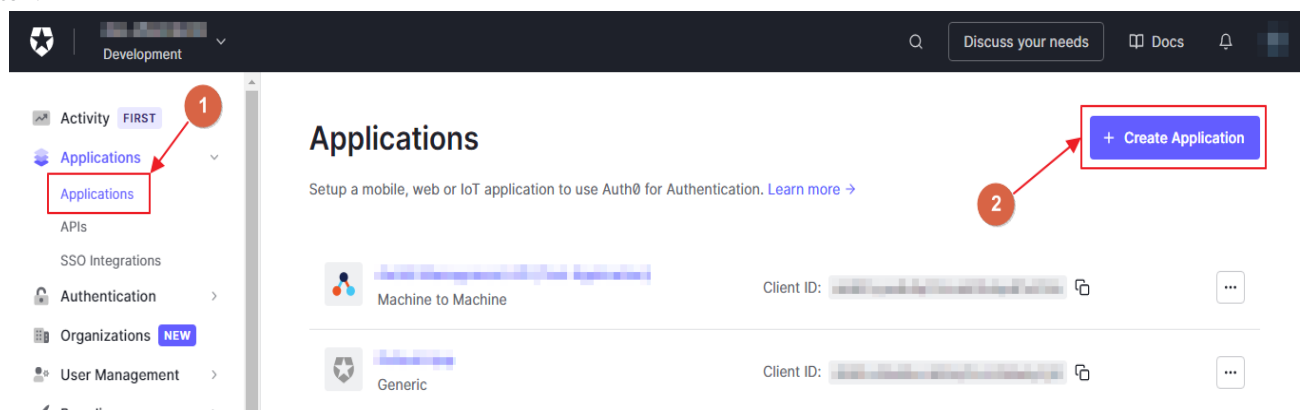 Development
Discuss your needs
Docs
1
Activity FIRST
Applications
Applications
APIs
SSO Integrations
Authentication
Organizations NEW
User Management
Applications
+ Create Application
Setup a mobile, web or IoT application to use Auth0 for Authentication. Learn more →
2
Machine to Machine
Client ID:
...
Generic
Client ID:
...